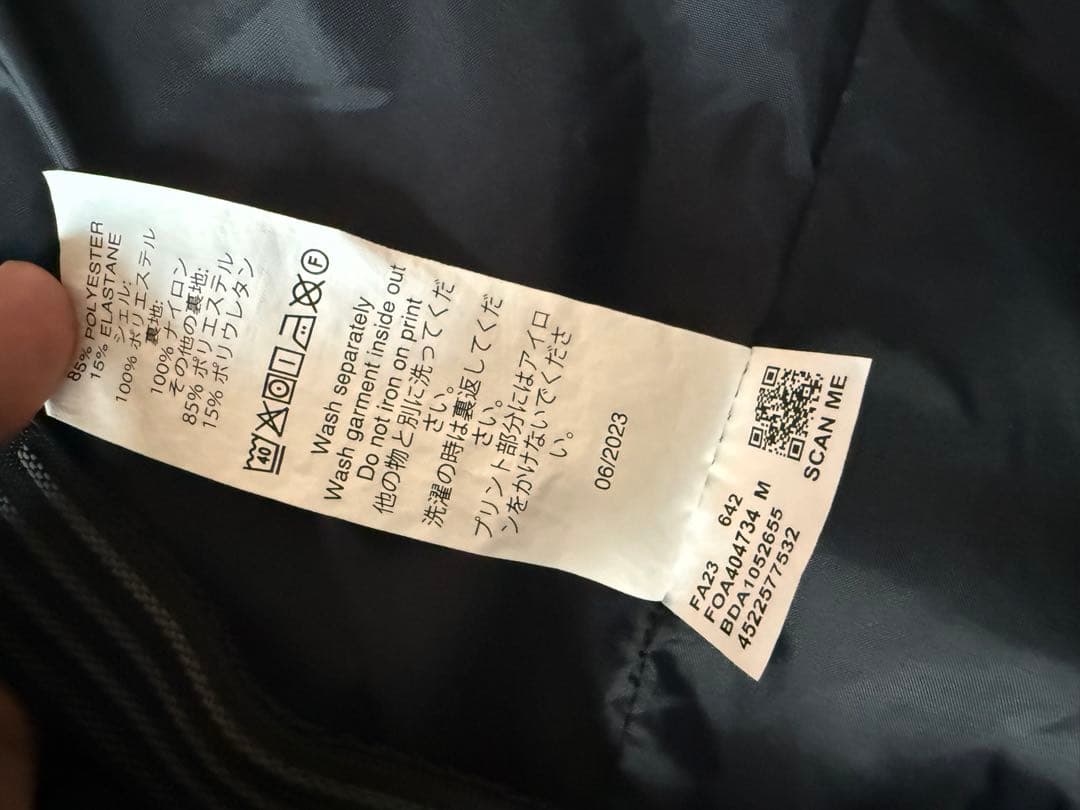 85% POLYESTER
15% ELASTANE
シェル:
100% ポリエステル
裏地:
100% ナイロン
その他の裏地:
85% ポリエステル
15% ポリウレタン
40
F
Wash separately
Wash garment inside out
Do not iron on print
他の物と別に洗ってくだ
さい。
洗濯の時は裏返してくだ
さい。
プリント部分にはアイロ
ンをかけないでくださ
い。
06/2023
FA23 642
FOA404734 M
BDA1052655
4522577532
SCAN ME